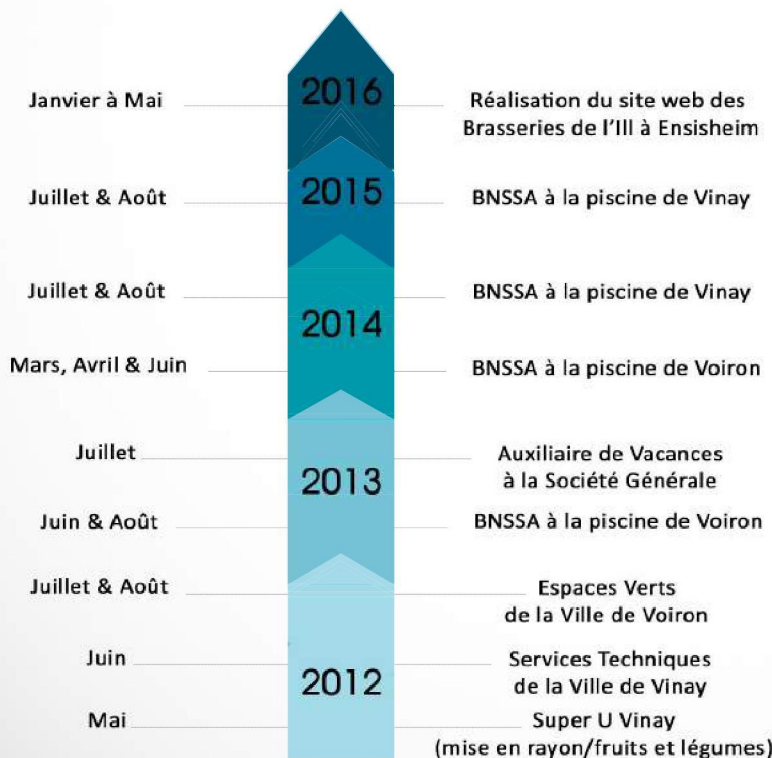 2016
Janvier à Mai
Réalisation du site web des
Brasseries de l'Ill à Ensisheim
2015
Juillet & Août
BNSSA à la piscine de Vinay
Juillet & Août
BNSSA à la piscine de Vinay
2014
Mars, Avril & Juin
BNSSA à la piscine de Voiron
Juillet
Auxiliaire de Vacances
à la Société Générale
2013
Juin & Août
BNSSA à la piscine de Voiron
Juillet & Août
Espaces Verts
de la Ville de Voiron
Juin
Services Techniques
de la Ville de Vinay
2012
Mai
Super U Vinay
(mise en rayon/fruits et légumes)